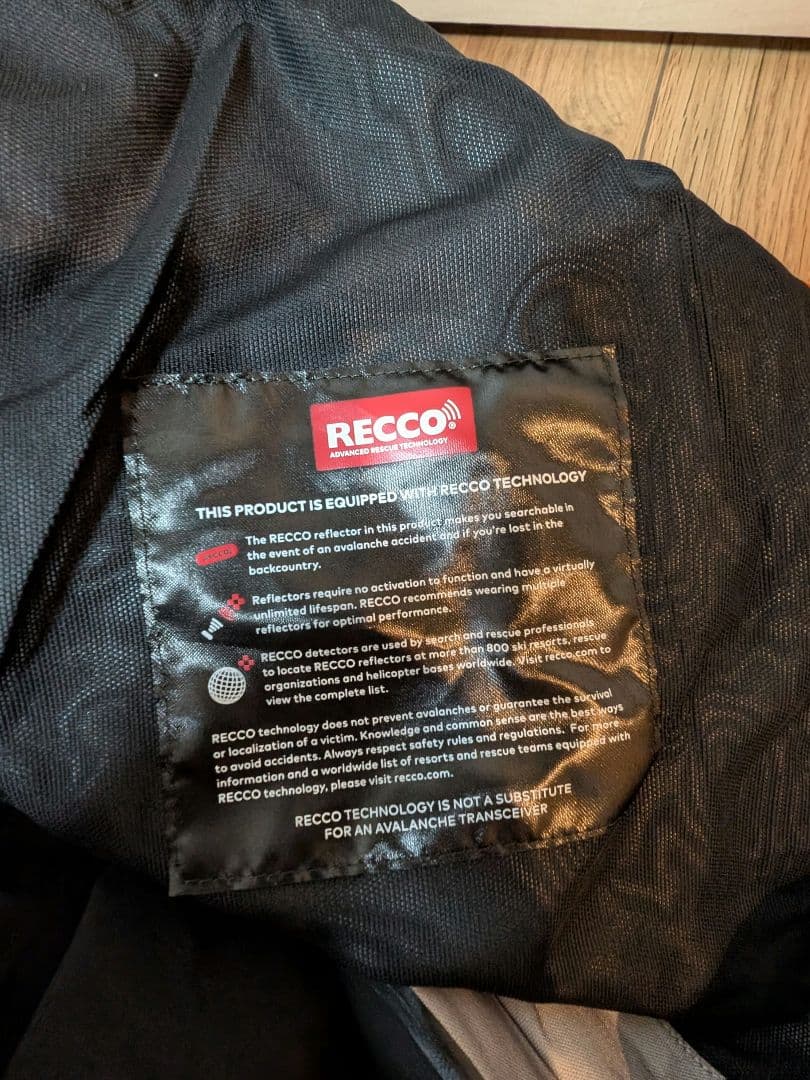 RECCO®
ADVANCED RESCUE TECHNOLOGY
THIS PRODUCT IS EQUIPPED WITH RECCO TECHNOLOGY
The RECCO reflector in this product makes you searchable in
the event of an avalanche accident and if you're lost in the
backcountry.
RECCO
Reflectors require no activation to function and have a virtually
unlimited lifespan. RECCO recommends wearing multiple
reflectors for optimal performance.
RECCO detectors are used by search and rescue professionals
to locate RECCO reflectors at more than 800 ski resorts, rescue
organizations and helicopter bases worldwide. Visit recco.com to
view the complete list.
RECCO technology does not prevent avalanches or guarantee the survival
or localization of a victim. Knowledge and common sense are the best ways
to avoid accidents. Always respect safety rules and regulations. For more
information and a worldwide list of resorts and rescue teams equipped with
RECCO technology, please visit recco.com.
RECCO TECHNOLOGY IS NOT A SUBSTITUTE
FOR AN AVALANCHE TRANSCEIVER